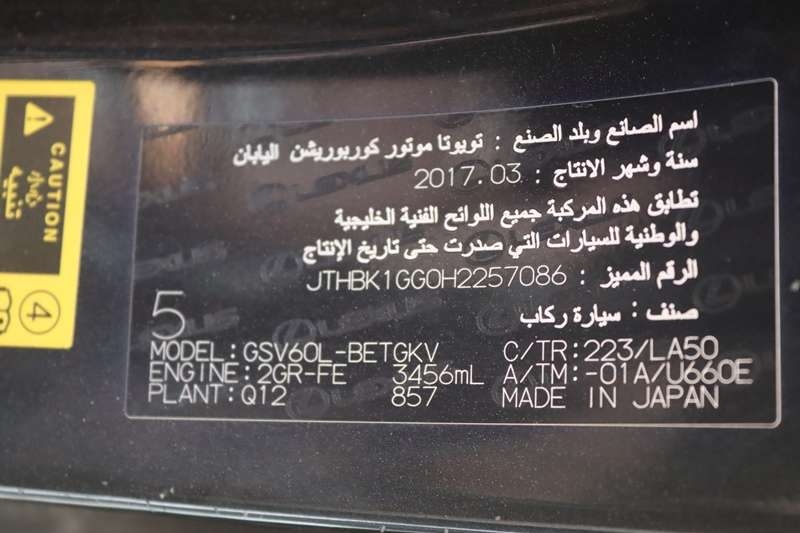 اسم الصانع وبلد الصنع : تويوتا موتور كوربوريشن اليابان
سنة وشهر الانتاج : 2017.03
تطابق هذه المركبة جميع اللوائح الفنية الخليجية
والوطنية للسيارات التي صدرت حتى تاريخ الإنتاج
الرقم المميز : JTHBK1GG0H2257086
صنف : سيارة ركاب
5
MODEL:GSV60L-BETGKV C/TR:223/LA50
ENGINE:2GR-FE 3456mL A/TM:-01A/U660E
PLANT:Q12 857 MADE IN JAPAN
CAUTION
4
LEXUS